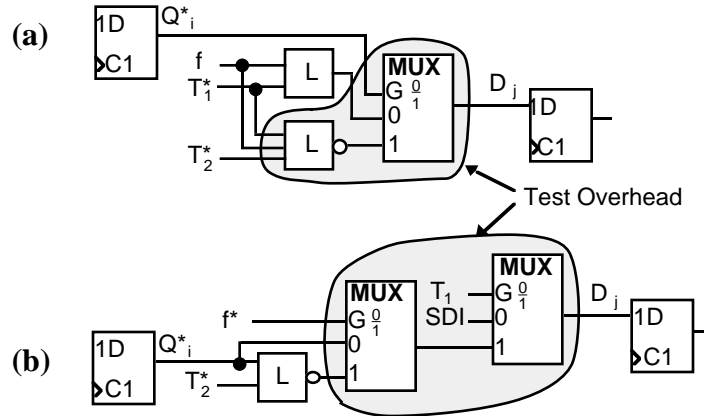 (a)
1D
C1
Q*i
f
T*1
T*2
L
L
MUX
G 0/1
0
1
Dj
1D
C1
Test Overhead
(b)
1D
C1
Q*i
f*
T*2
L
MUX
G 0/1
0
1
T1
SDI
MUX
G 0/1
0
1
Dj
1D
C1